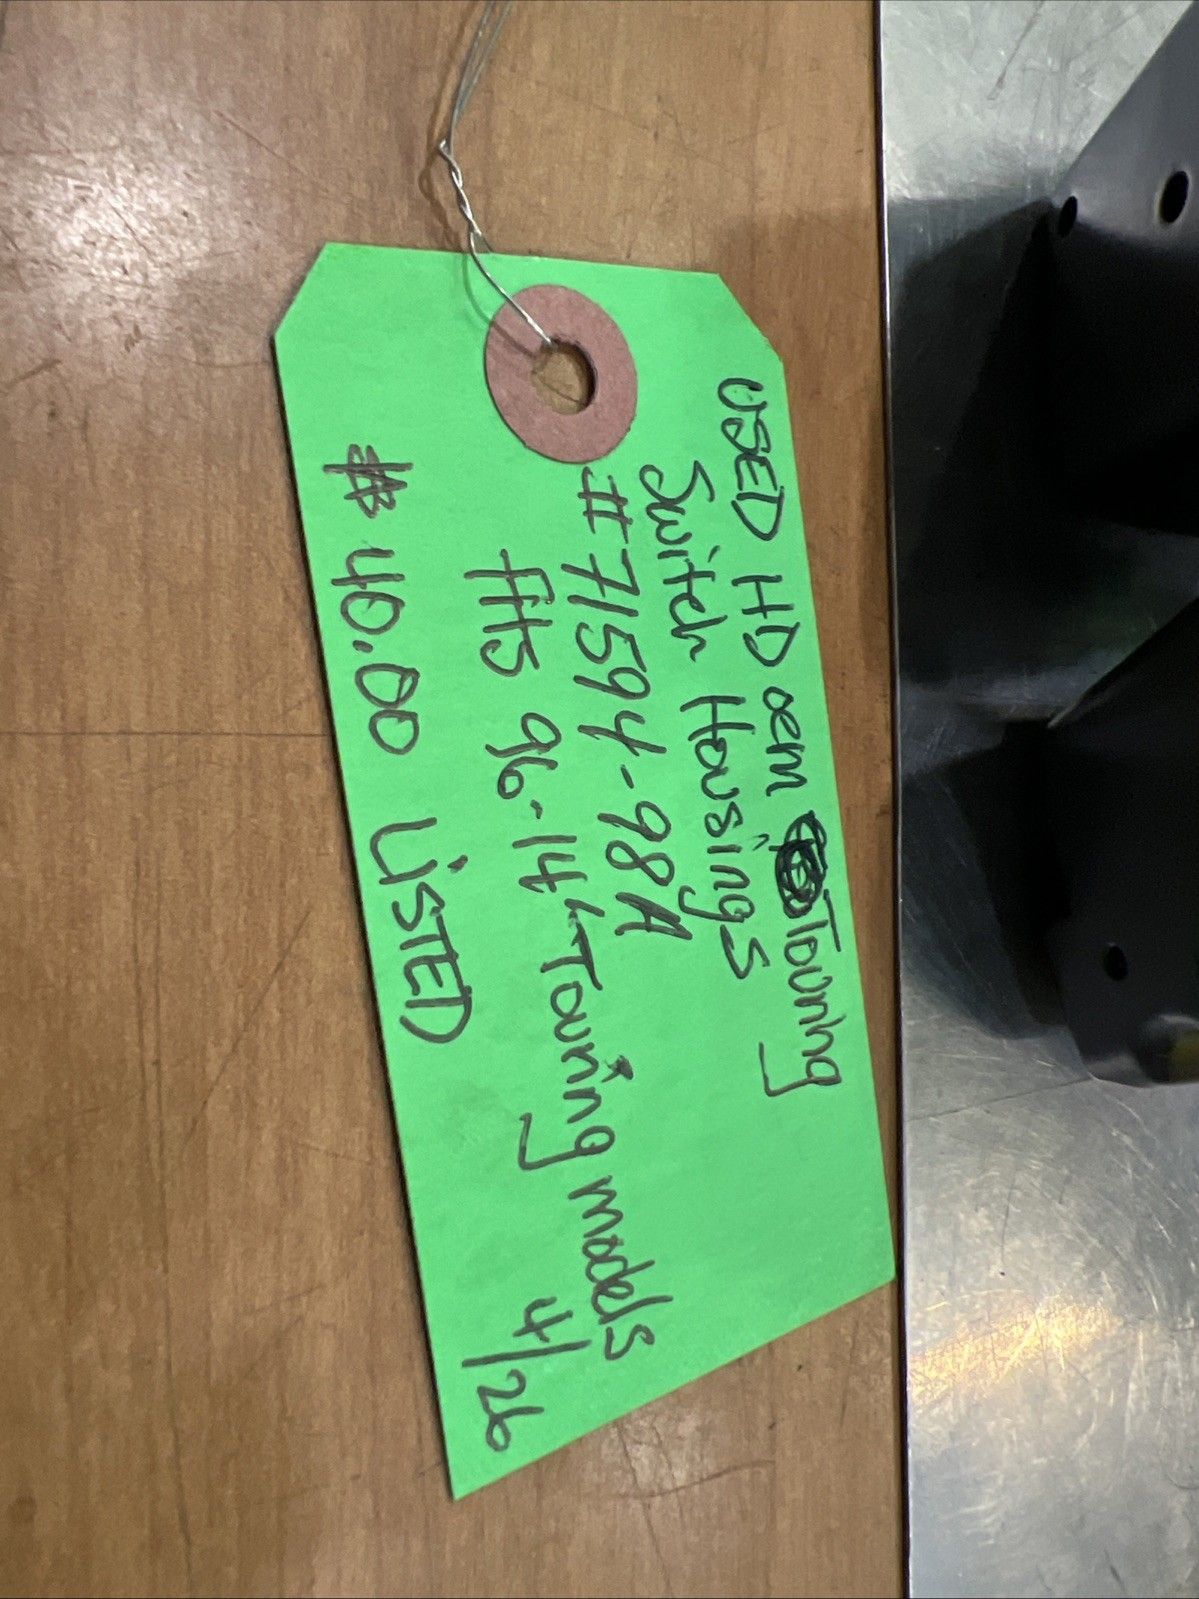 USED HD oem Touring
Switch Housings
#71594-98A
fits 96-14 Touring models
$40.00 LiSTED 4/26